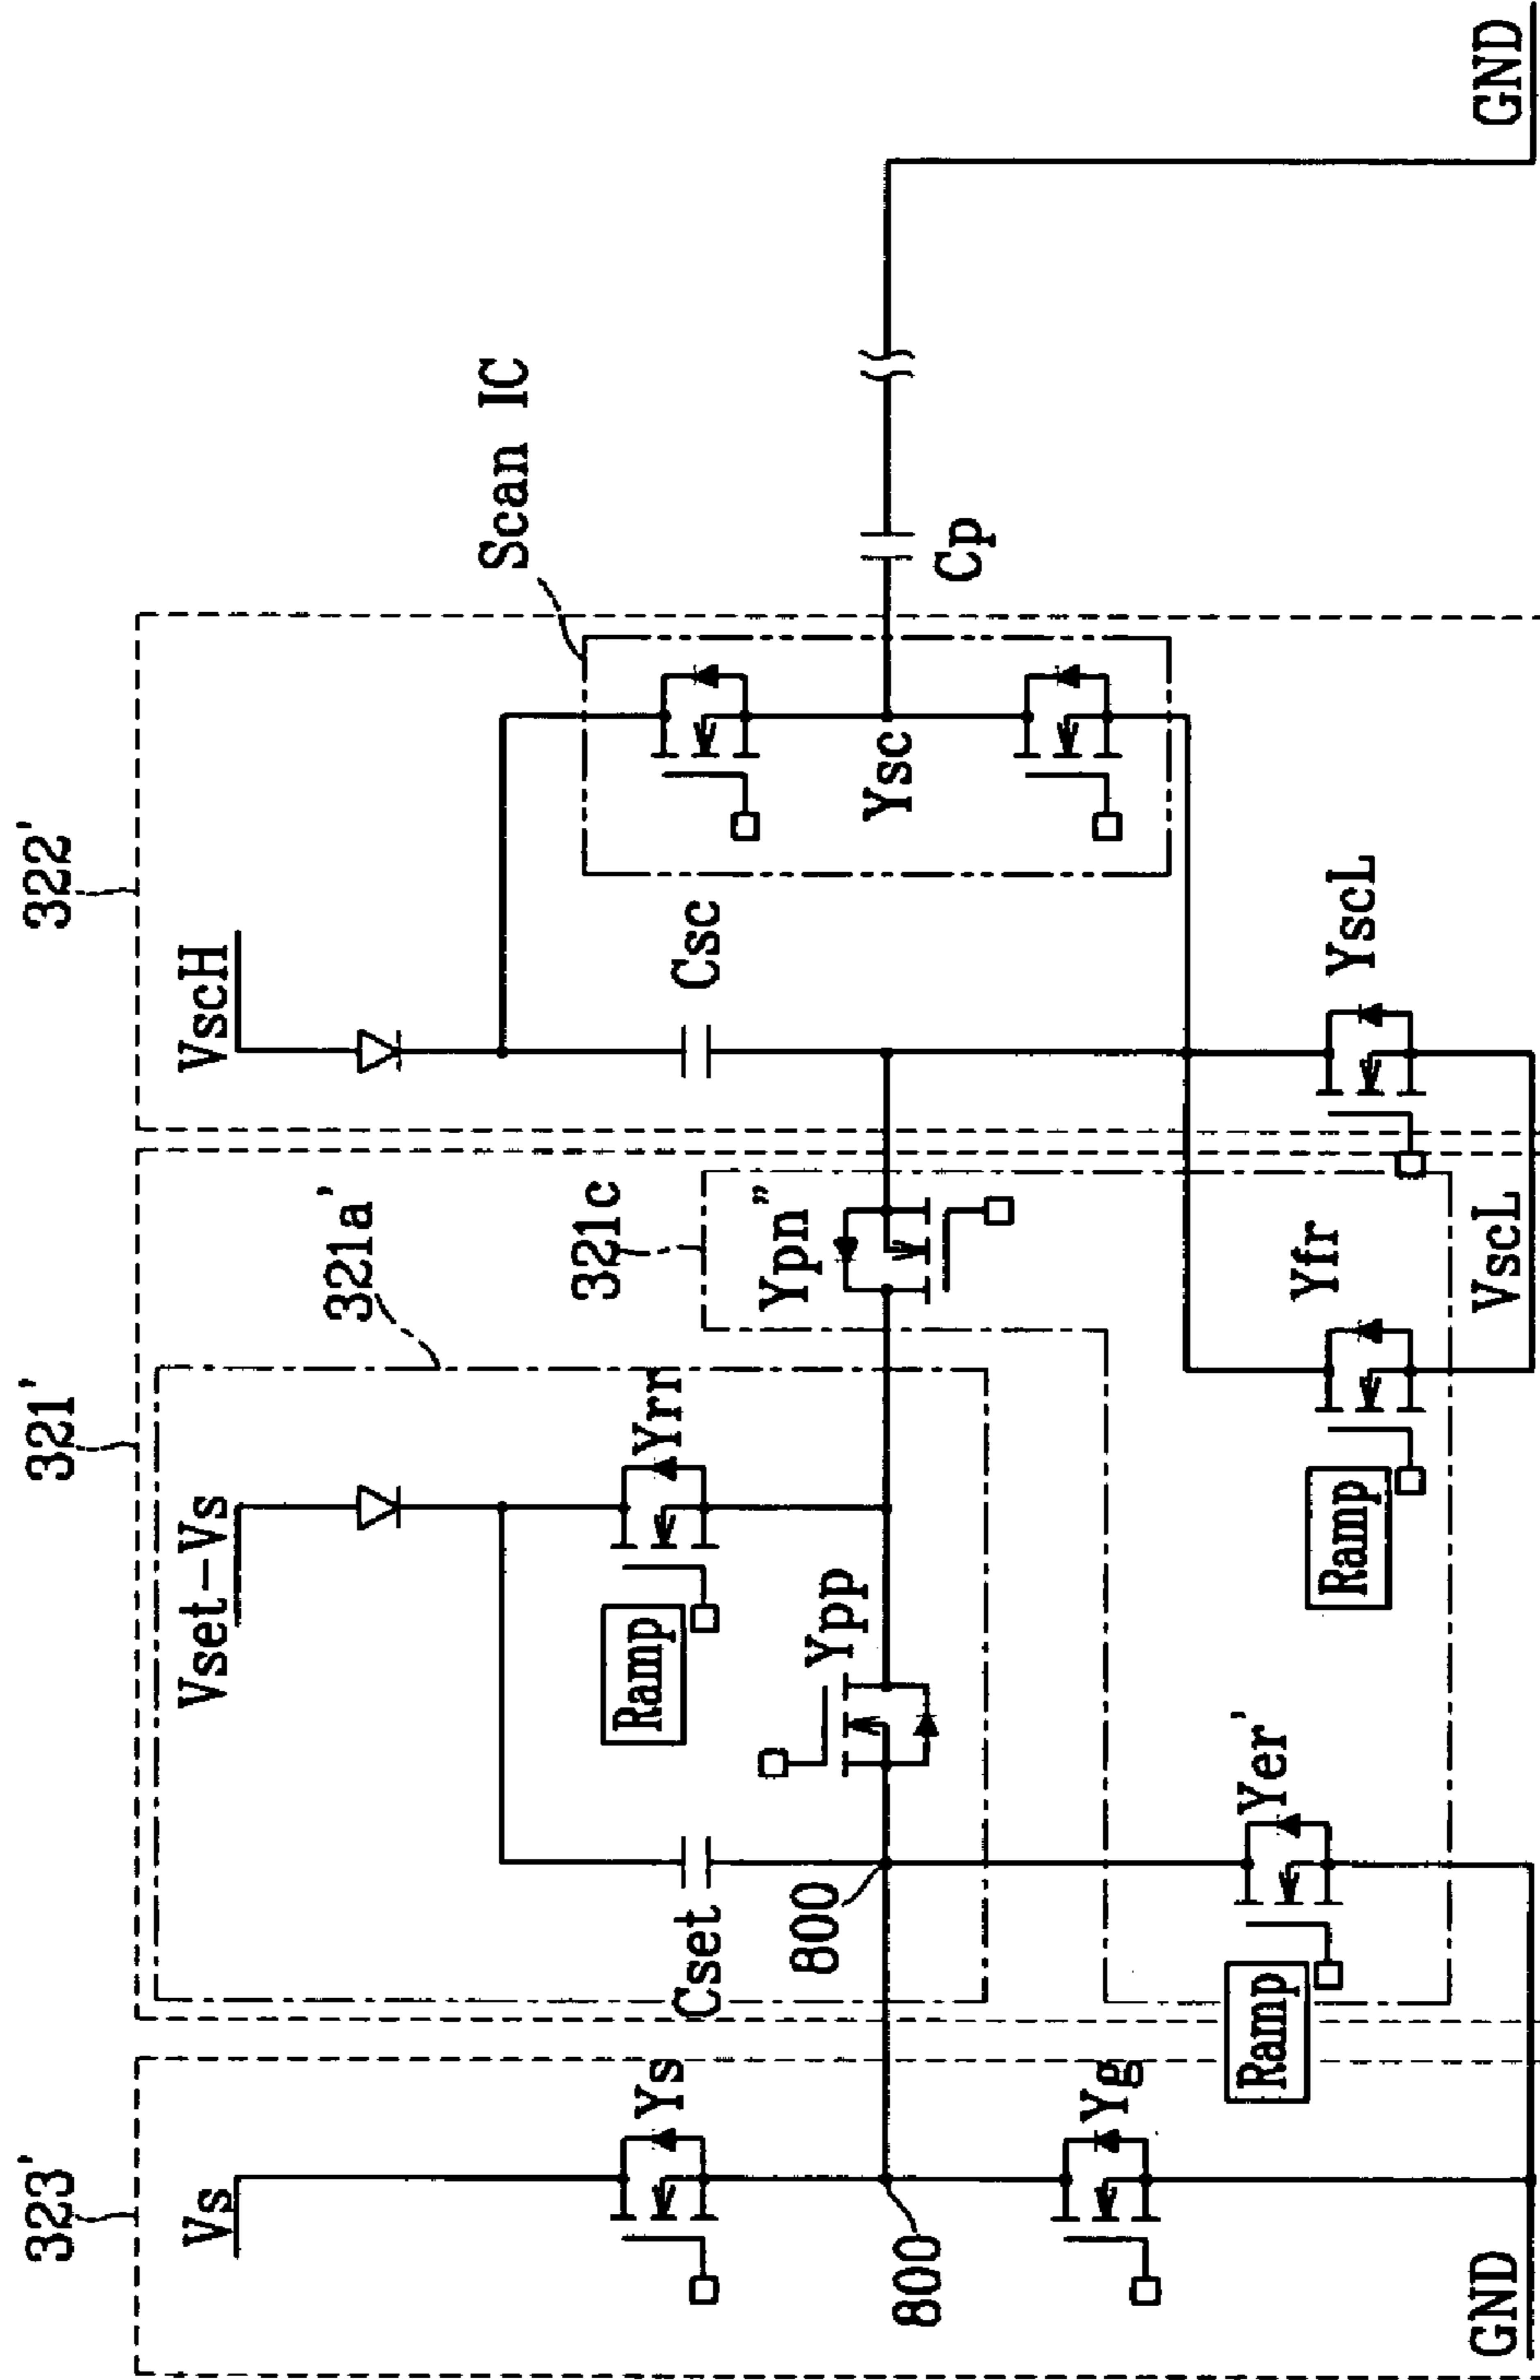 323'
321'
322'
321a'
321c
Vs
Vset-Vs
VscH
Ys
Yrr
Ramp
Cset
Ypp
Ypn"
Csc
Scan IC
Ysc
Cp
800
800
Yg
Yer'
Ramp
Yfr
Ramp
YscL
VscL
GND
GND